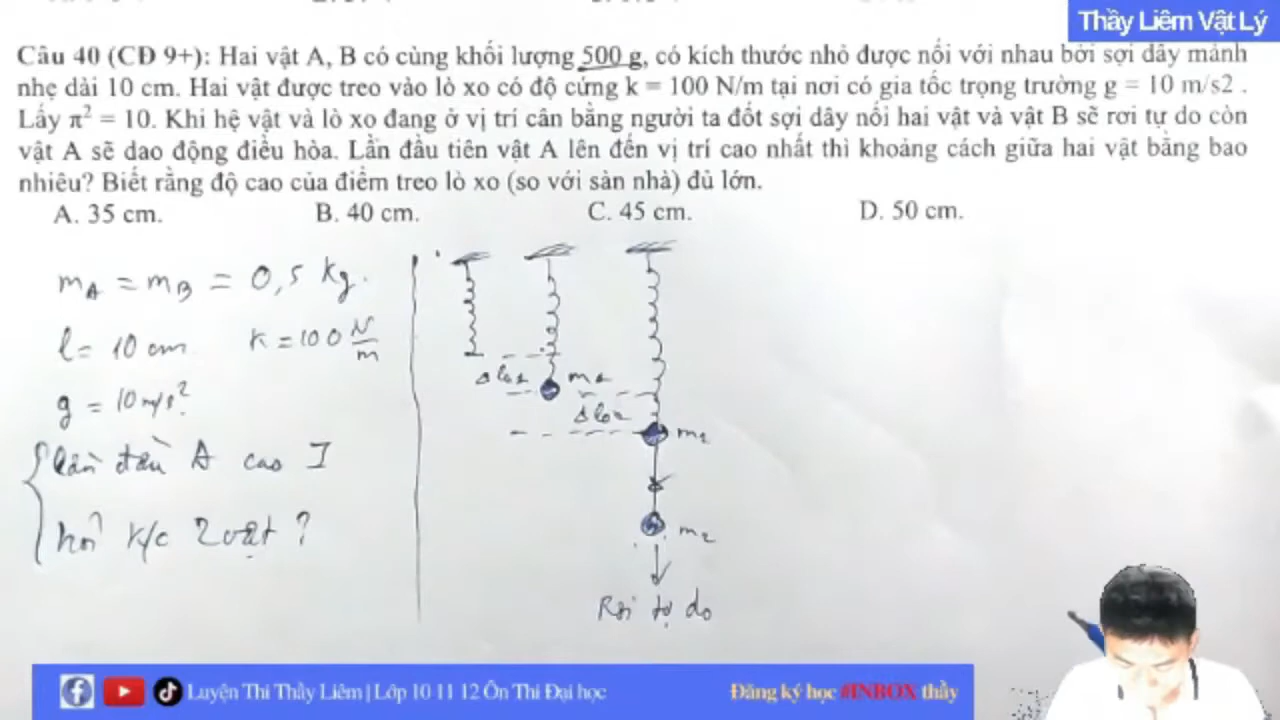 Thầy Liêm Vật Lý
Câu 40 (CĐ 9+): Hai vật A, B có cùng khối lượng 500 g, có kích thước nhỏ được nối với nhau bởi sợi dây mảnh
nhẹ dài 10 cm. Hai vật được treo vào lò xo có độ cứng k = 100 N/m tại nơi có gia tốc trọng trường g = 10 m/s2 .
Lấy π² = 10. Khi hệ vật và lò xo đang ở vị trí cân bằng người ta đốt sợi dây nối hai vật và vật B sẽ rơi tự do còn
vật A sẽ dao động điều hòa. Lần đầu tiên vật A lên đến vị trí cao nhất thì khoảng cách giữa hai vật bằng bao
nhiêu? Biết rằng độ cao của điểm treo lò xo (so với sàn nhà) đủ lớn.
A. 35 cm. B. 40 cm. C. 45 cm. D. 50 cm.
mA = mB = 0,5 kg.
l = 10 cm k = 100 N/m
g = 10 m/s²
lần đầu A cao I
hỏi k/c 2 vật ?
m1
m2
Rơi tự do
Luyện Thi Thầy Liêm | Lớp 10 11 12 Ôn Thi Đại học
Đăng ký học #INBOX thầy